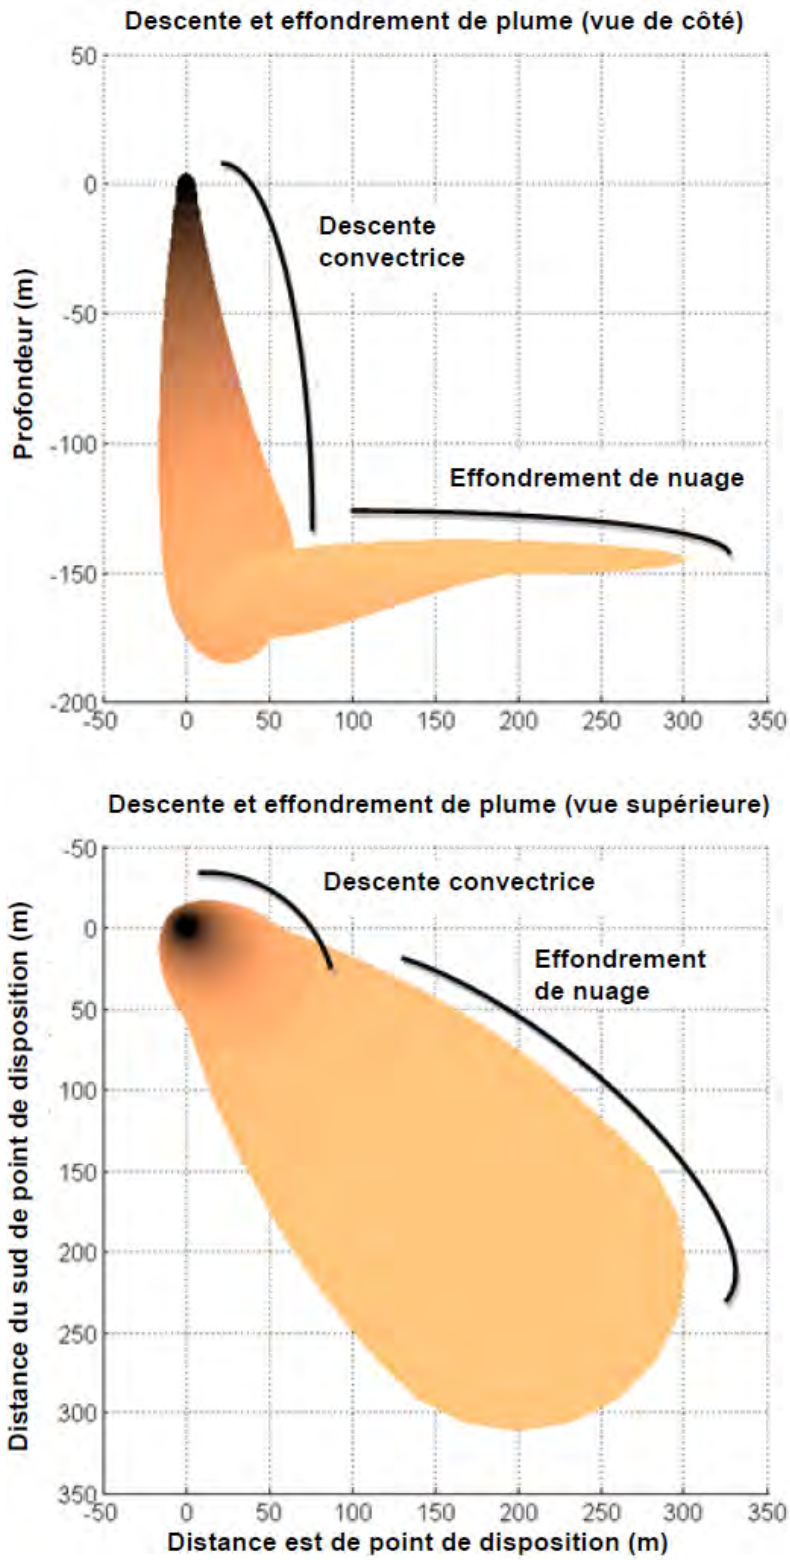 Descente et effondrement de plume (vue de côté)
50
0
-50
-100
-150
-200
Profondeur (m)
Descente
convectrice
Effondrement de nuage
-50 0 50 100 150 200 250 300 350
Descente et effondrement de plume (vue supérieure)
-50
0
50
100
150
200
250
300
350
Distance du sud de point de disposition (m)
Descente convectrice
Effondrement
de nuage
-50 0 50 100 150 200 250 300 350
Distance est de point de disposition (m)